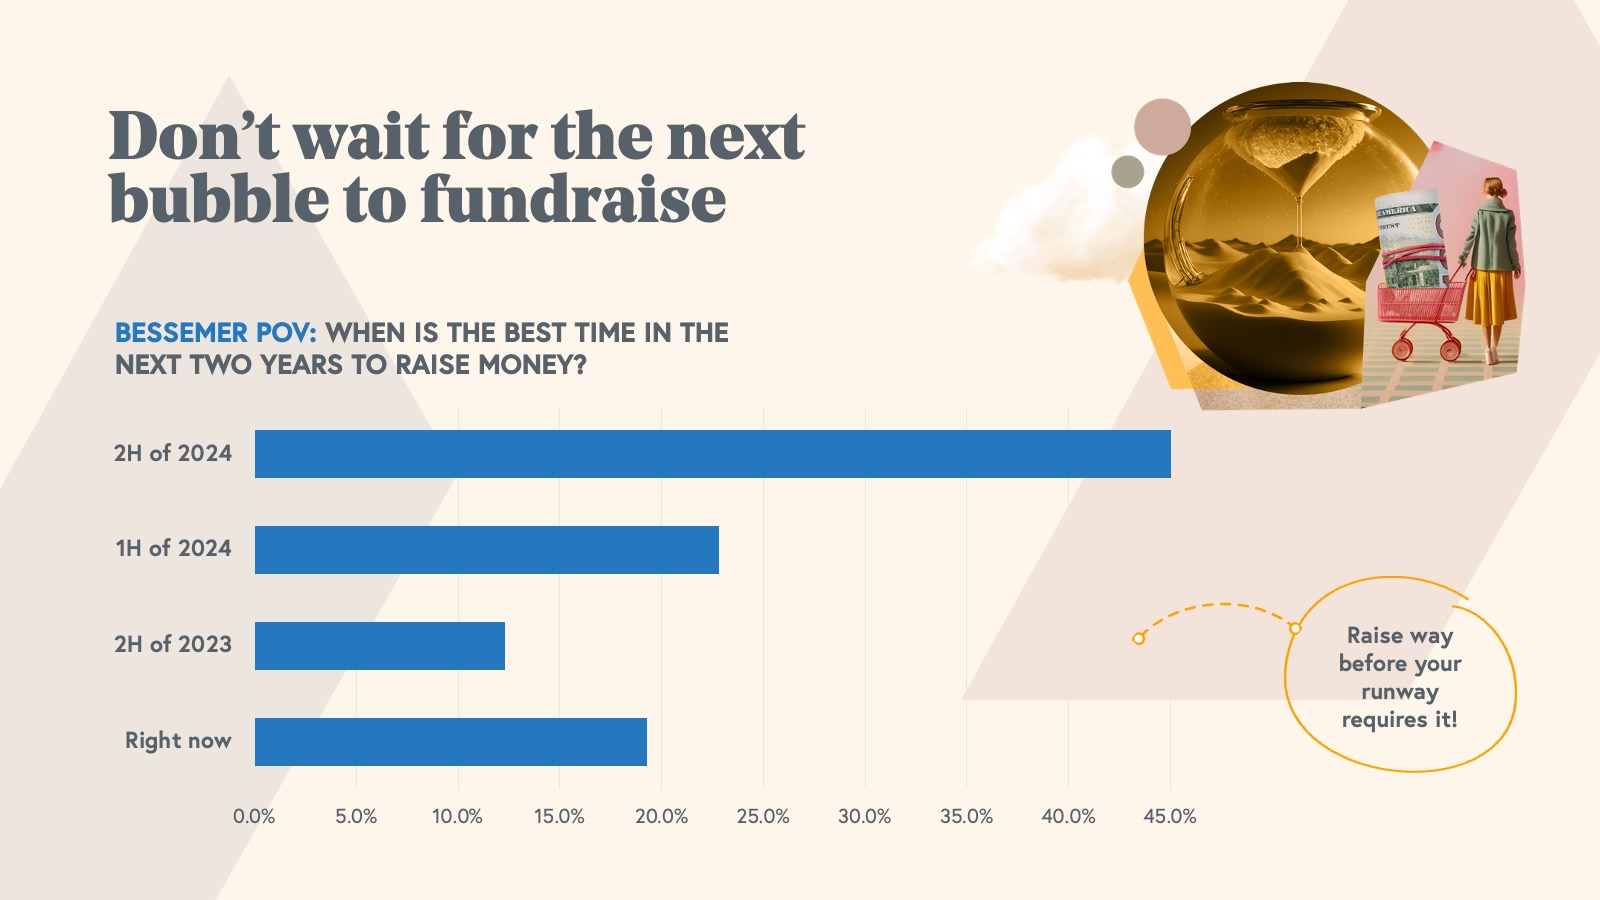 Don’t wait for the next
bubble to fundraise
BESSEMER POV: WHEN IS THE BEST TIME IN THE
NEXT TWO YEARS TO RAISE MONEY?
2H of 2024
1H of 2024
2H of 2023
Right now
0.0% 5.0% 10.0% 15.0% 20.0% 25.0% 30.0% 35.0% 40.0% 45.0%
Raise way
before your
runway
requires it!
AMERICA
TRUST